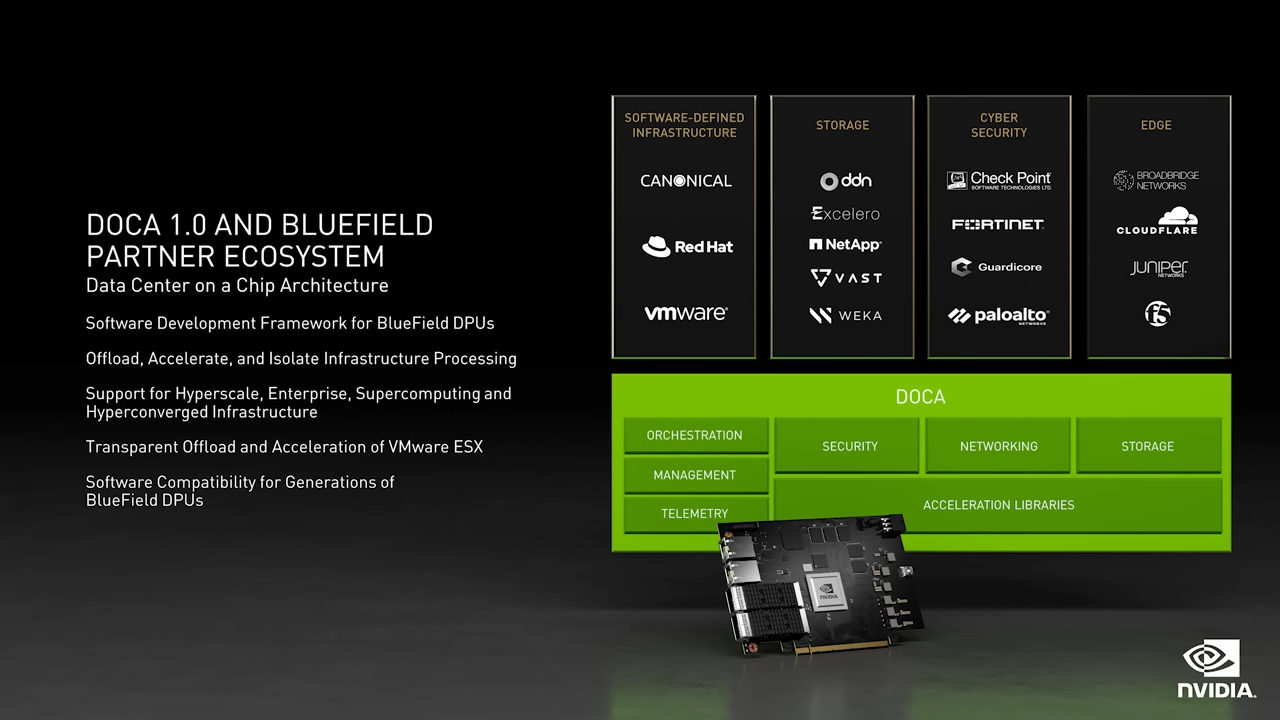 DOCA 1.0 AND BLUEFIELD
PARTNER ECOSYSTEM
Data Center on a Chip Architecture
Software Development Framework for BlueField DPUs
Offload, Accelerate, and Isolate Infrastructure Processing
Support for Hyperscale, Enterprise, Supercomputing and
Hyperconverged Infrastructure
Transparent Offload and Acceleration of VMware ESX
Software Compatibility for Generations of
BlueField DPUs
SOFTWARE-DEFINED
INFRASTRUCTURE
CANONICAL
Red Hat
vmware®
STORAGE
ddn
Excelero
NetApp®
VAST
WEKA
CYBER
SECURITY
Check Point®
SOFTWARE TECHNOLOGIES LTD.
FORTINET®
Guardicore
paloalto®
NETWORKS
EDGE
BROADBRIDGE
NETWORKS
CLOUDFLARE
JUNIPER
NETWORKS
f5
DOCA
ORCHESTRATION
MANAGEMENT
TELEMETRY
SECURITY
NETWORKING
STORAGE
ACCELERATION LIBRARIES
NVIDIA
NVIDIA.